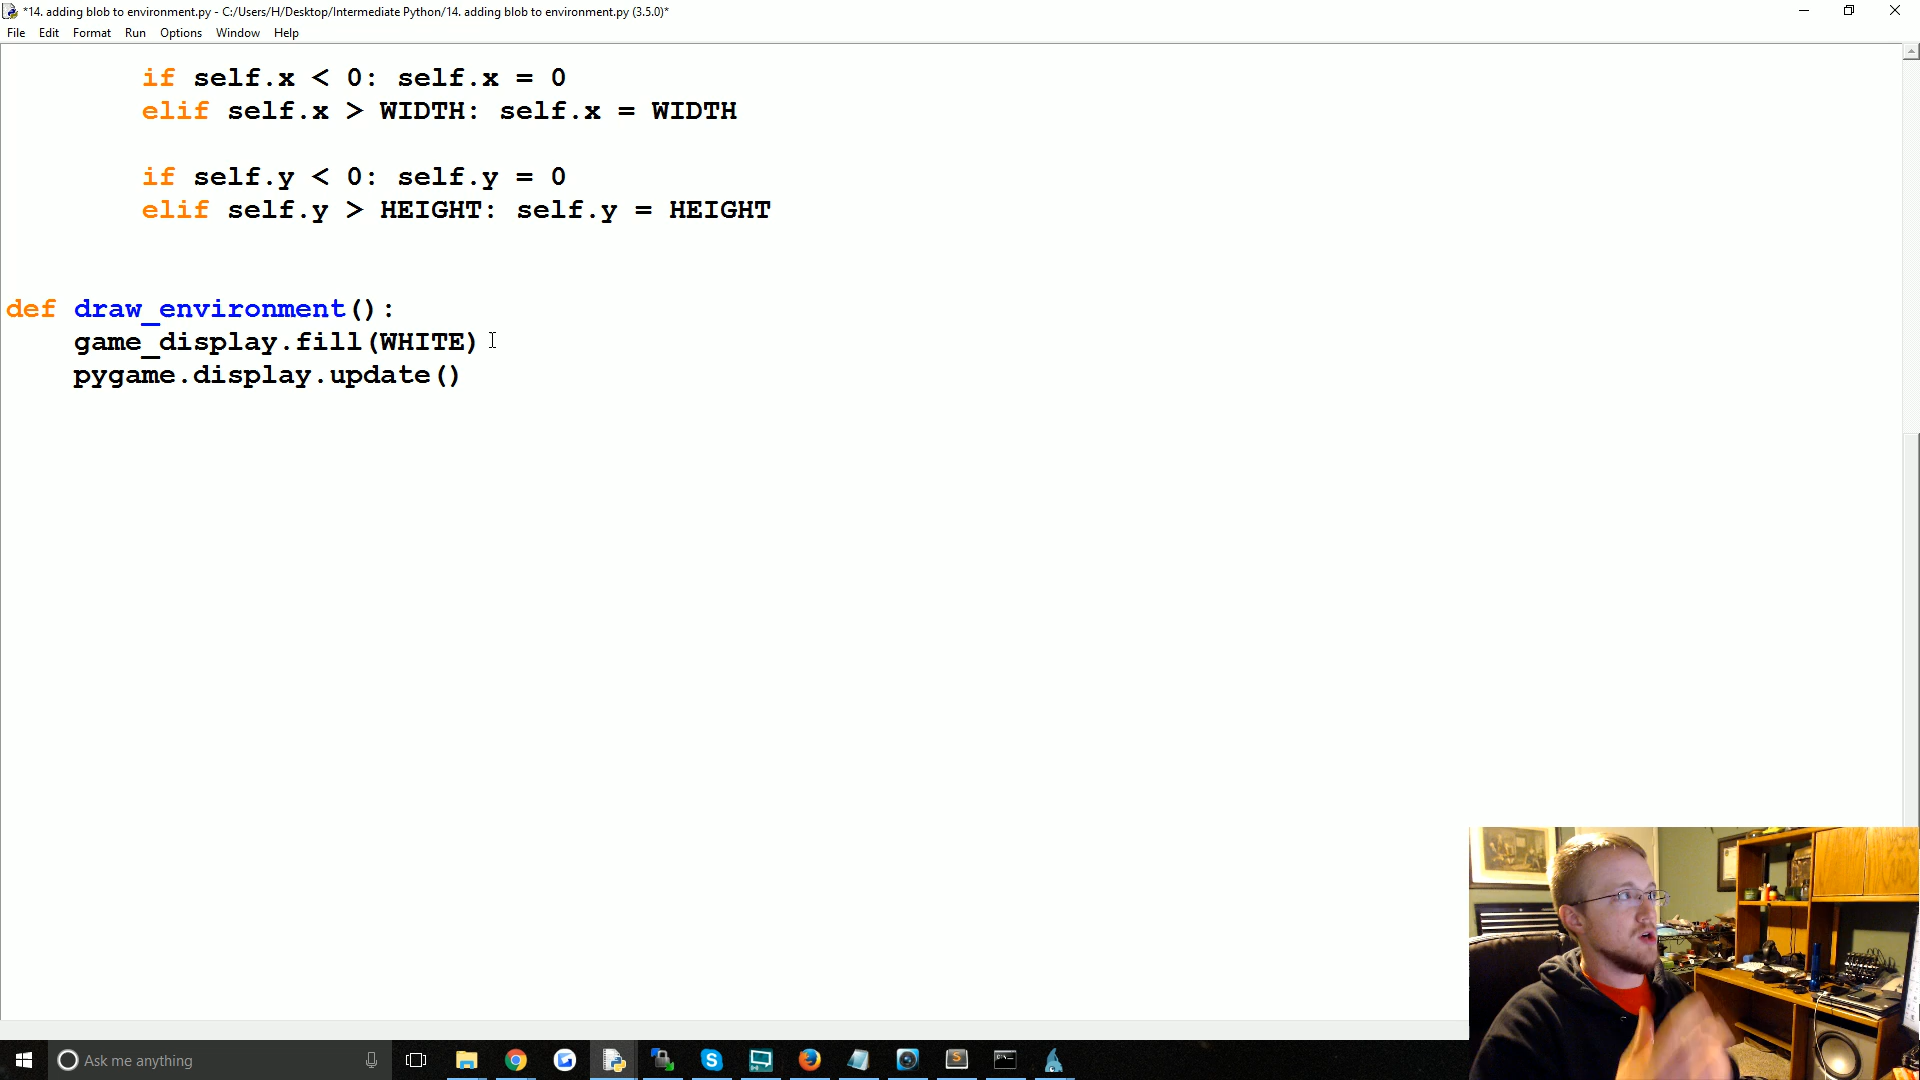 *14. adding blob to environment.py - C:/Users/H/Desktop/Intermediate Python/14. adding blob to environment.py (3.5.0)*
File Edit Format Run Options Window Help
if self.x < 0: self.x = 0
elif self.x > WIDTH: self.x = WIDTH
if self.y < 0: self.y = 0
elif self.y > HEIGHT: self.y = HEIGHT
def draw_environment():
game_display.fill(WHITE)
pygame.display.update()
Ask me anything